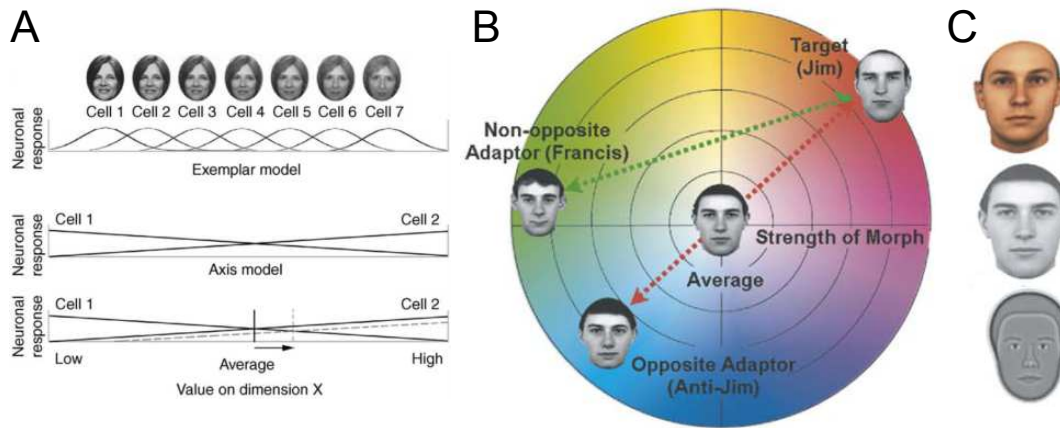 A
Cell 1 Cell 2 Cell 3 Cell 4 Cell 5 Cell 6 Cell 7
Neuronal
response
Exemplar model
Cell 1 Cell 2
Neuronal
response
Axis model
Cell 1 Cell 2
Neuronal
response
Low Average High
Value on dimension X
B
Target
(Jim)
Non-opposite
Adaptor (Francis)
Strength of Morph
Average
Opposite Adaptor
(Anti-Jim)
C